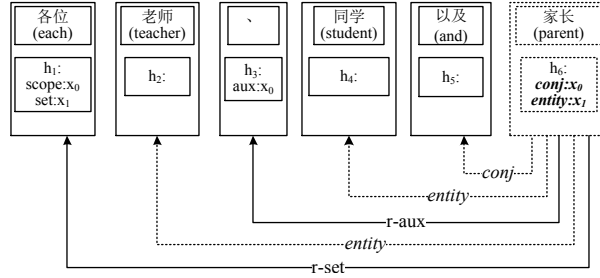 各位 老师 、 同学 以及 家长
(each) (teacher) (student) (and) (parent)
h1: h2: h3: h4: h5: h6:
scope:x0 aux:x0 conj:x0
set:x1 entity:x1
conj
entity
r-aux
entity
r-set